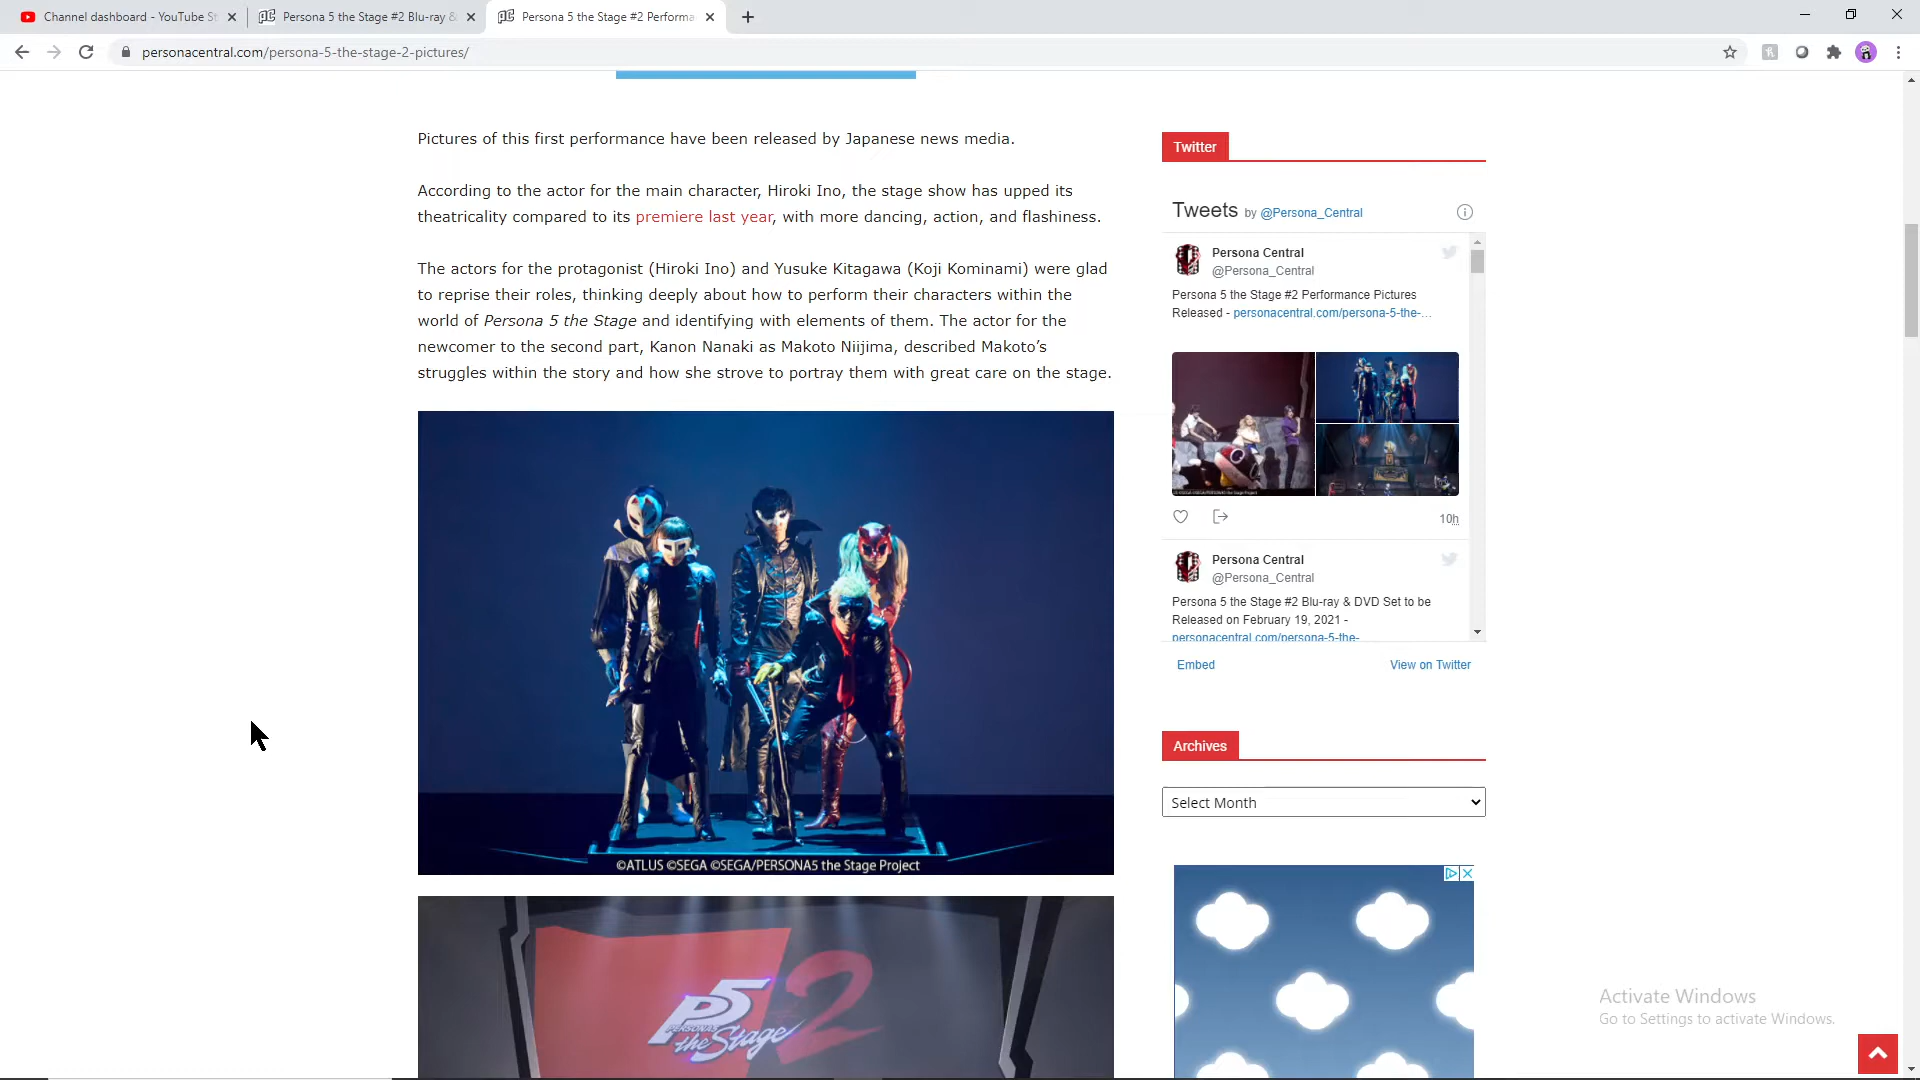 Channel dashboard - YouTube St
Persona 5 the Stage #2 Blu-ray &
Persona 5 the Stage #2 Performa
personacentral.com/persona-5-the-stage-2-pictures/
Pictures of this first performance have been released by Japanese news media.
According to the actor for the main character, Hiroki Ino, the stage show has upped its
theatricality compared to its premiere last year, with more dancing, action, and flashiness.
The actors for the protagonist (Hiroki Ino) and Yusuke Kitagawa (Koji Kominami) were glad
to reprise their roles, thinking deeply about how to perform their characters within the
world of Persona 5 the Stage and identifying with elements of them. The actor for the
newcomer to the second part, Kanon Nanaki as Makoto Niijima, described Makoto’s
struggles within the story and how she strove to portray them with great care on the stage.
©ATLUS ©SEGA ©SEGA/PERSONA5 the Stage Project
P5
PERSONA5
the Stage
2
Twitter
Tweets by @Persona_Central
Persona Central
@Persona_Central
Persona 5 the Stage #2 Performance Pictures
Released - personacentral.com/persona-5-the-…
10h
Persona Central
@Persona_Central
Persona 5 the Stage #2 Blu-ray & DVD Set to be
Released on February 19, 2021 -
personacentral.com/persona-5-the-
Embed
View on Twitter
Archives
Select Month
Activate Windows
Go to Settings to activate Windows.